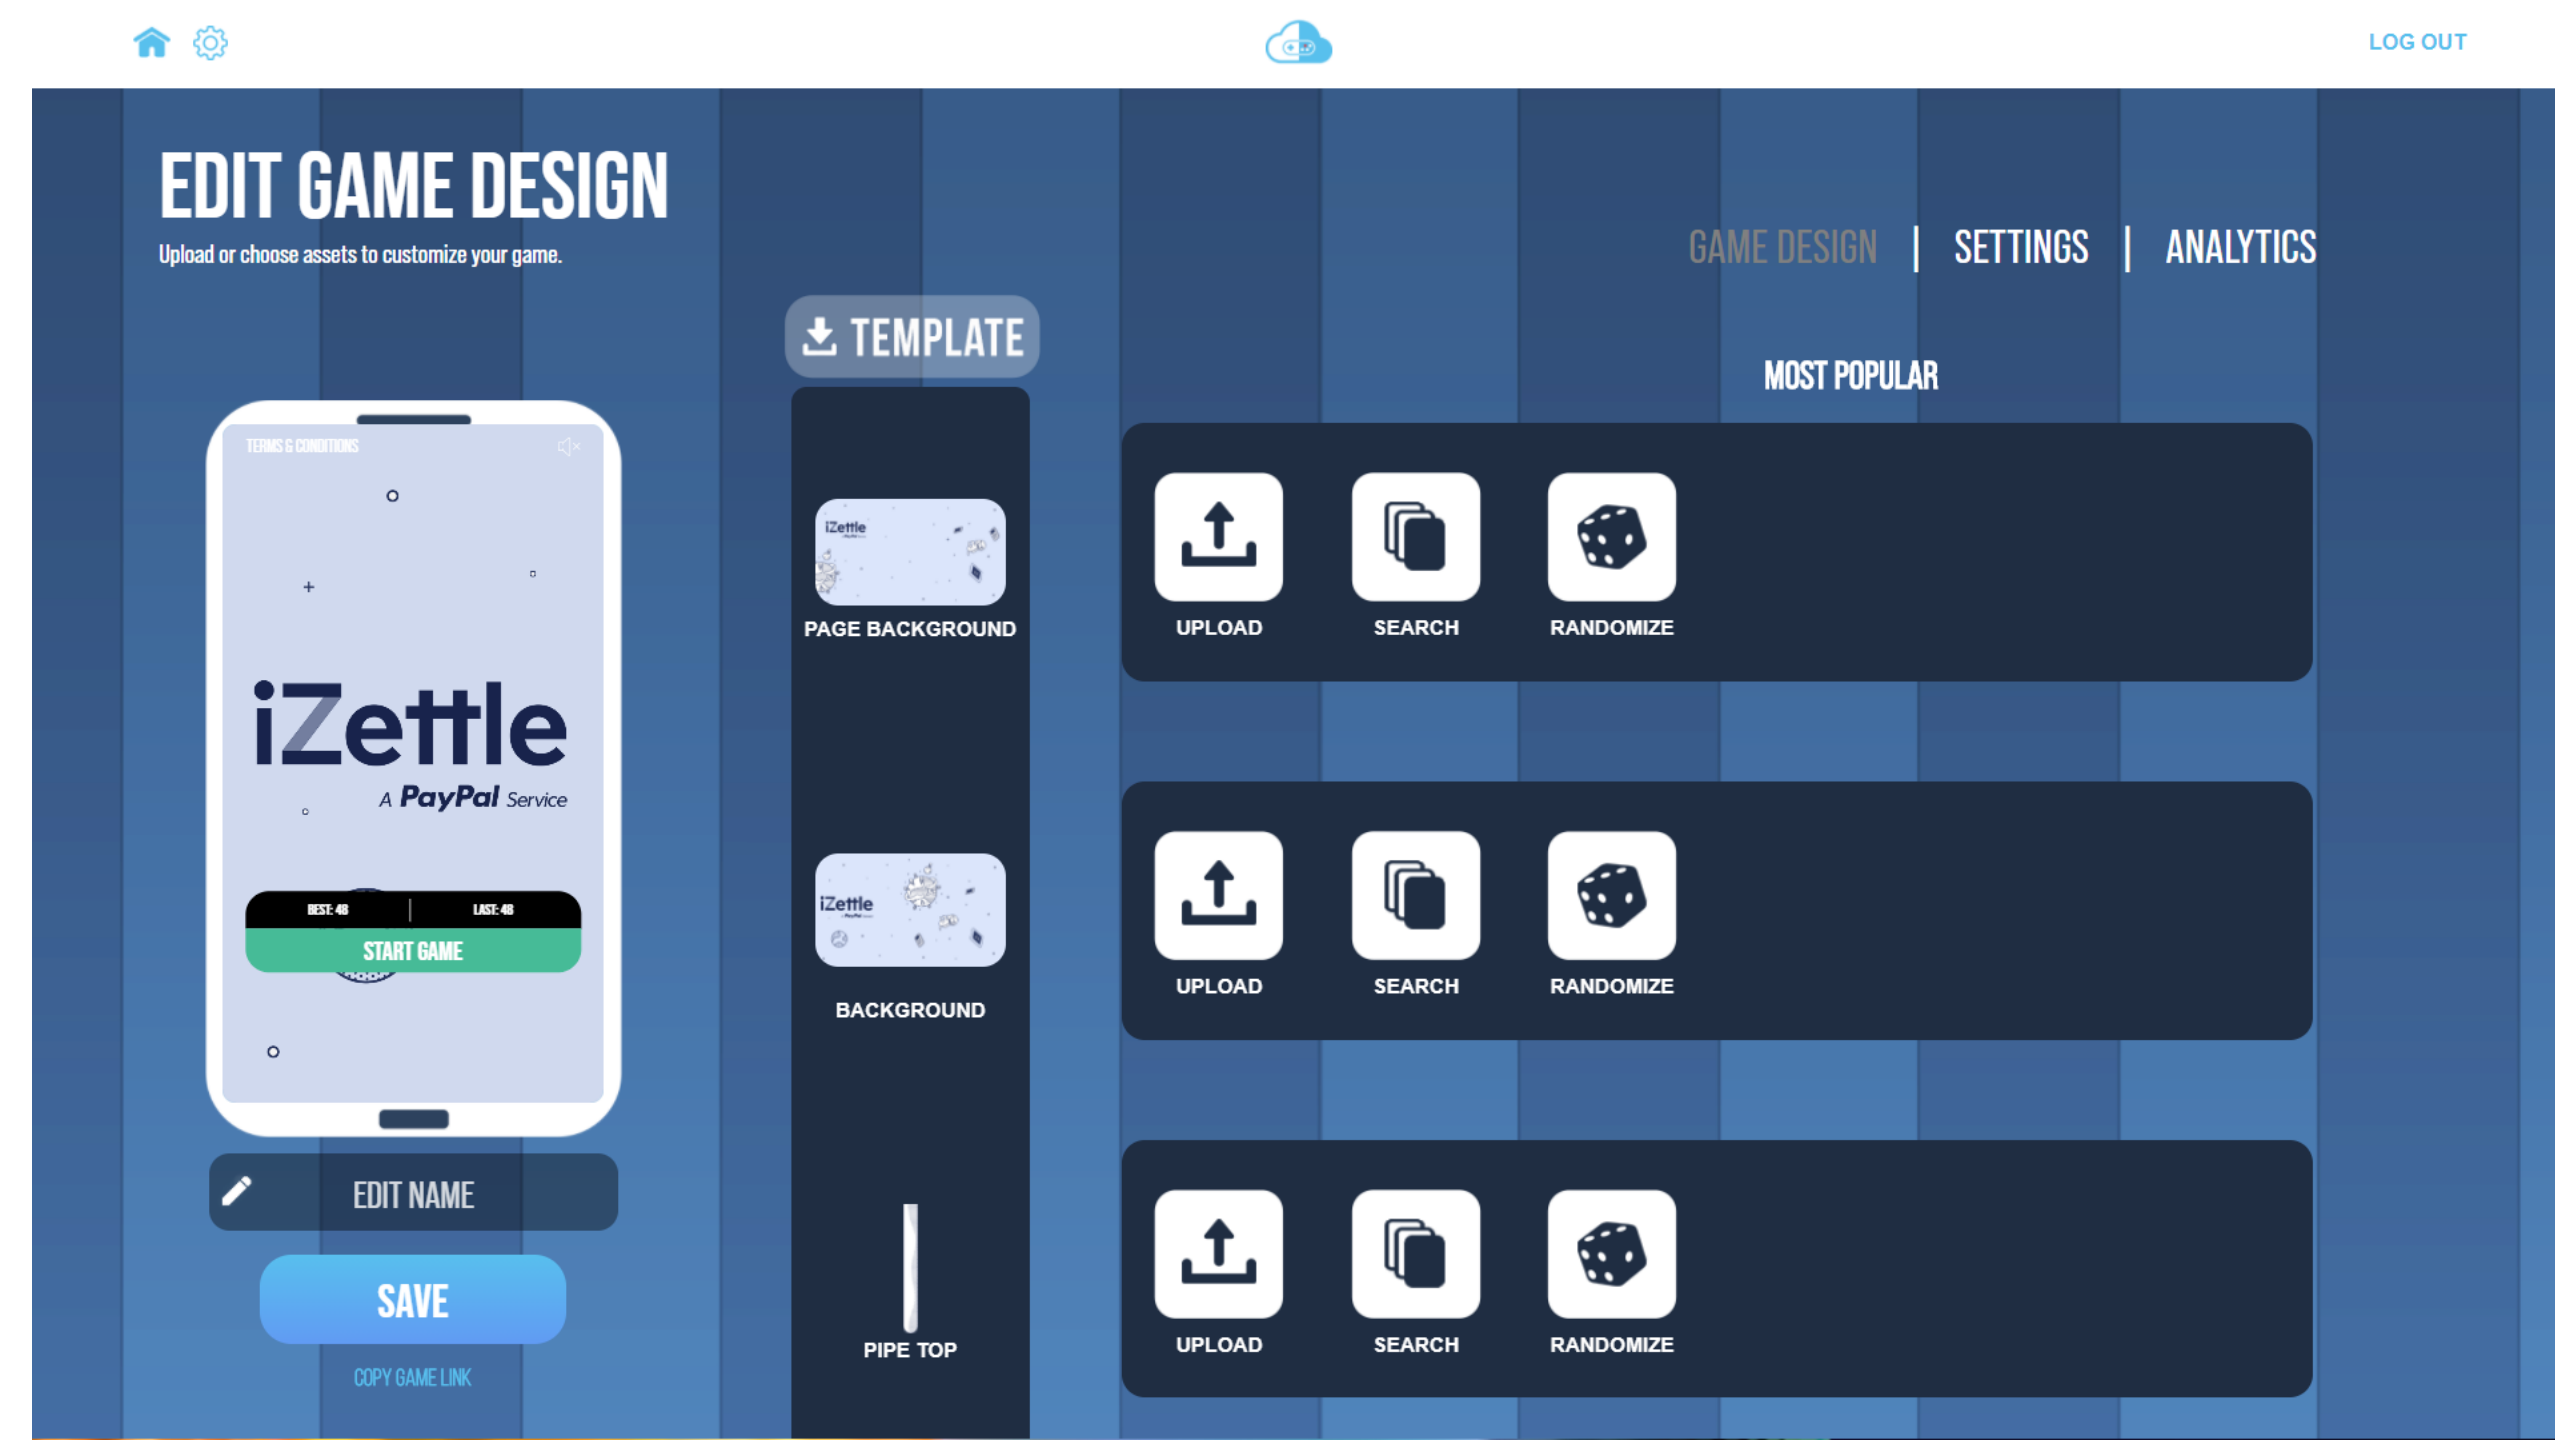 LOG OUT
EDIT GAME DESIGN
Upload or choose assets to customize your game.
GAME DESIGN | SETTINGS | ANALYTICS
TEMPLATE
MOST POPULAR
TERMS & CONDITIONS
iZettle
A PayPal Service
BEST: 48 | LAST: 48
START GAME
EDIT NAME
SAVE
COPY GAME LINK
iZettle
PAGE BACKGROUND
iZettle
BACKGROUND
PIPE TOP
UPLOAD SEARCH RANDOMIZE
UPLOAD SEARCH RANDOMIZE
UPLOAD SEARCH RANDOMIZE